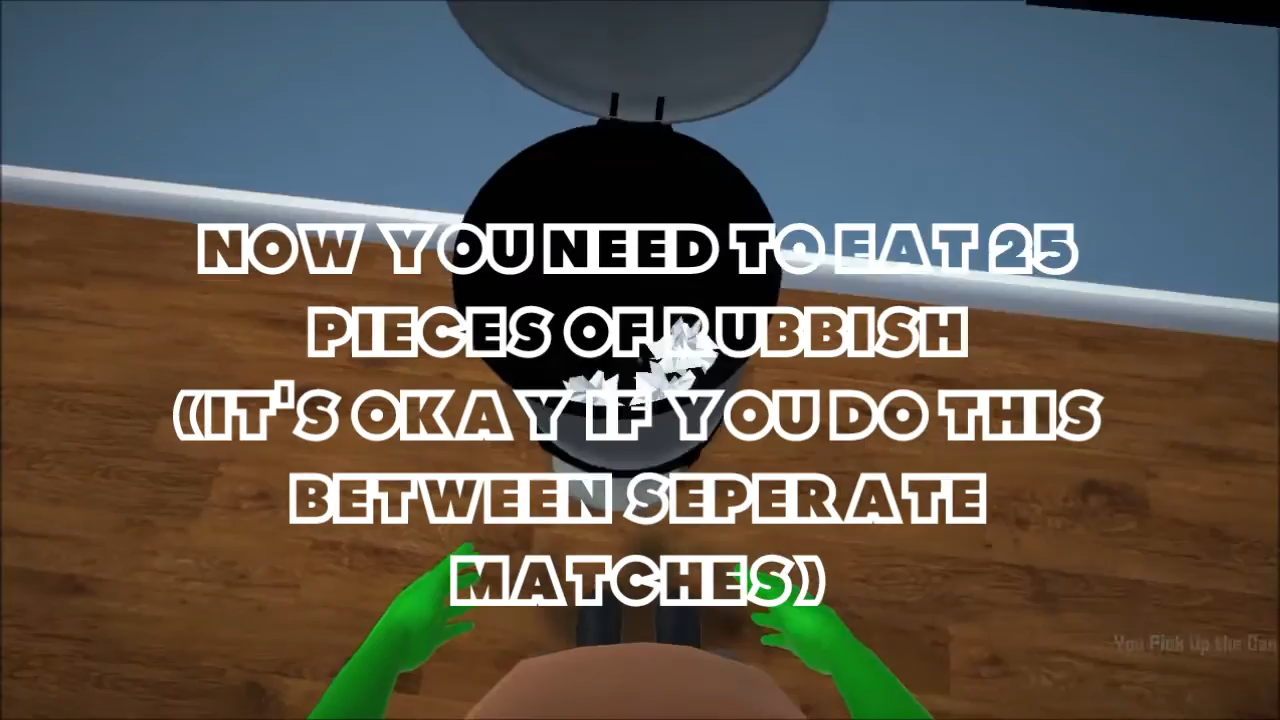 NOW YOU NEED TO EAT 25
PIECES OF RUBBISH
(IT'S OKAY IF YOU DO THIS
BETWEEN SEPERATE
MATCHES)
You Pick Up the